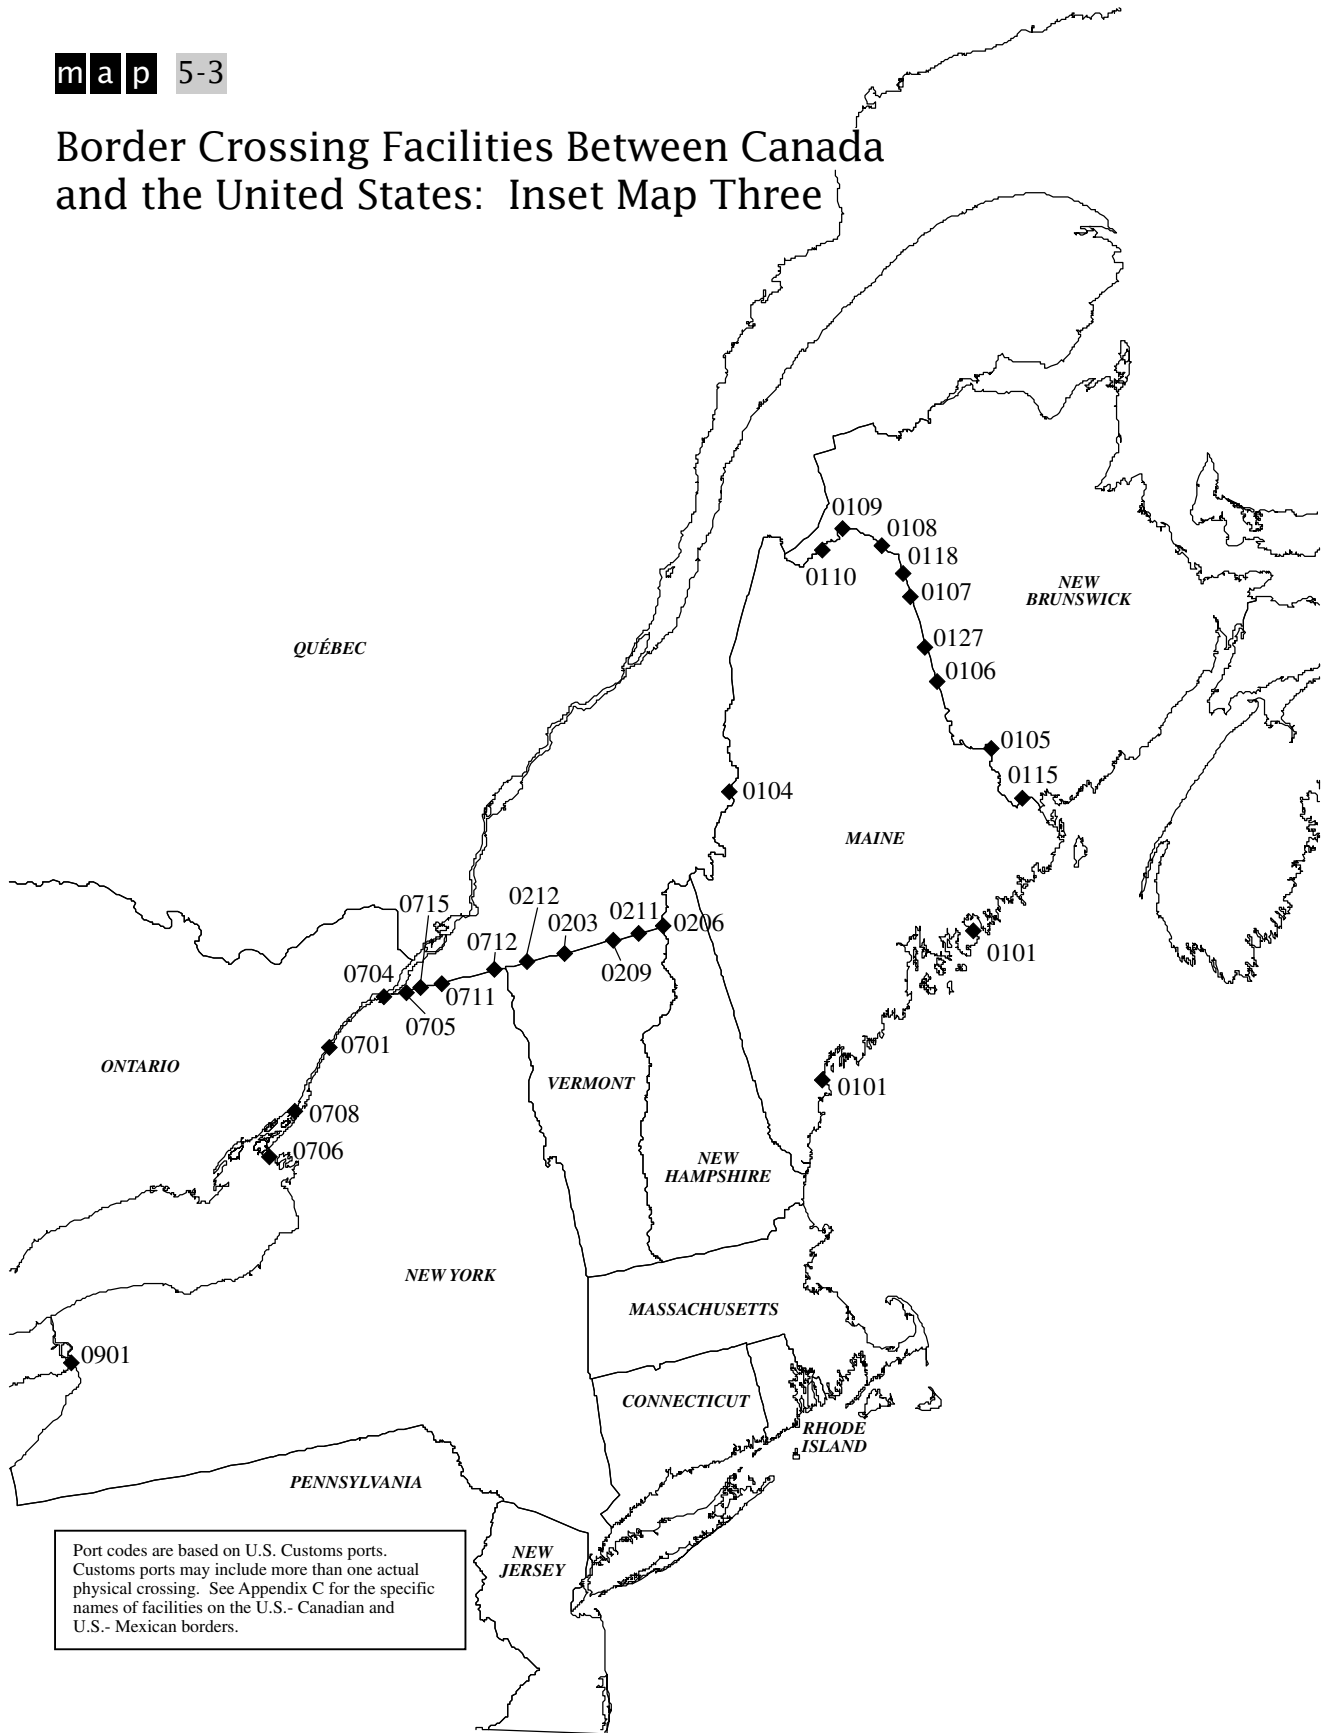 map 5-3
Border Crossing Facilities Between Canada
and the United States: Inset Map Three
0109
0108
0118
0110
0107
NEW
BRUNSWICK
0127
QUÉBEC
0106
0105
0115
0104
MAINE
0715
0212
0211
0206
0203
0712
0101
0209
0704
0711
0705
0701
ONTARIO
VERMONT
0101
0708
0706
NEW
HAMPSHIRE
NEW YORK
MASSACHUSETTS
0901
CONNECTICUT
RHODE
ISLAND
PENNSYLVANIA
NEW
JERSEY
Port codes are based on U.S. Customs ports.
Customs ports may include more than one actual
physical crossing. See Appendix C for the specific
names of facilities on the U.S.- Canadian and
U.S.- Mexican borders.